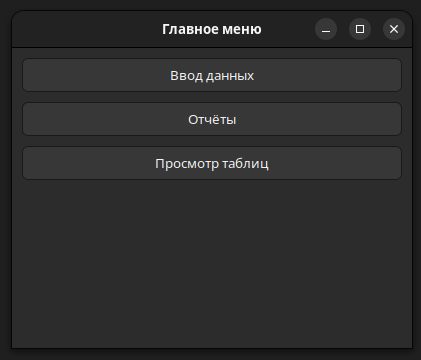 Главное меню
Ввод данных
Отчёты
Просмотр таблиц